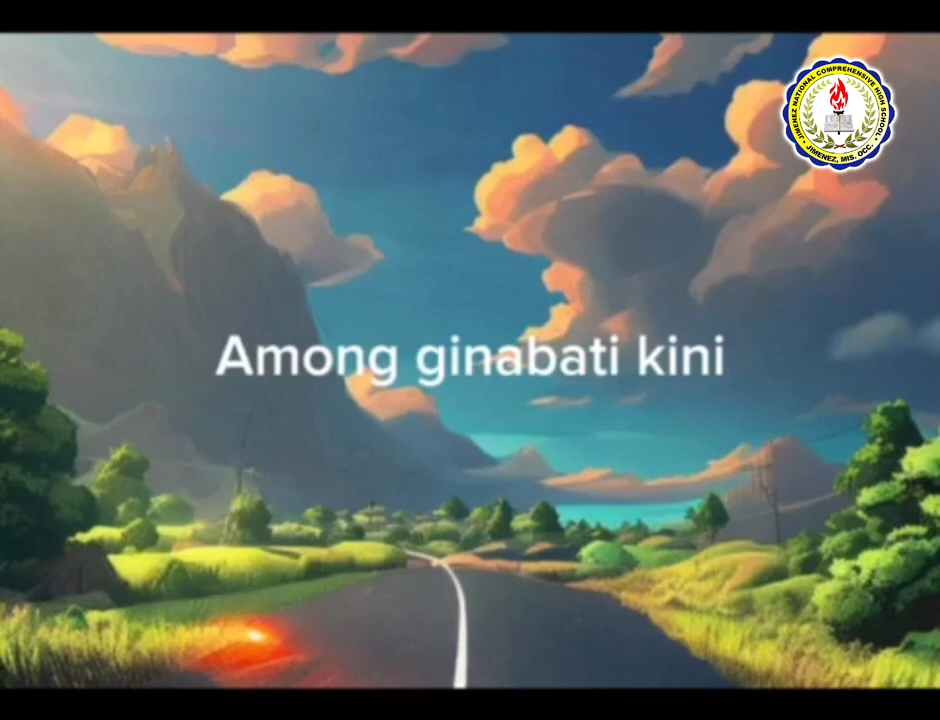 JIMENEZ NATIONAL COMPREHENSIVE HIGH SCHOOL
JIMENEZ, MIS. OCC.
Among ginabati kini